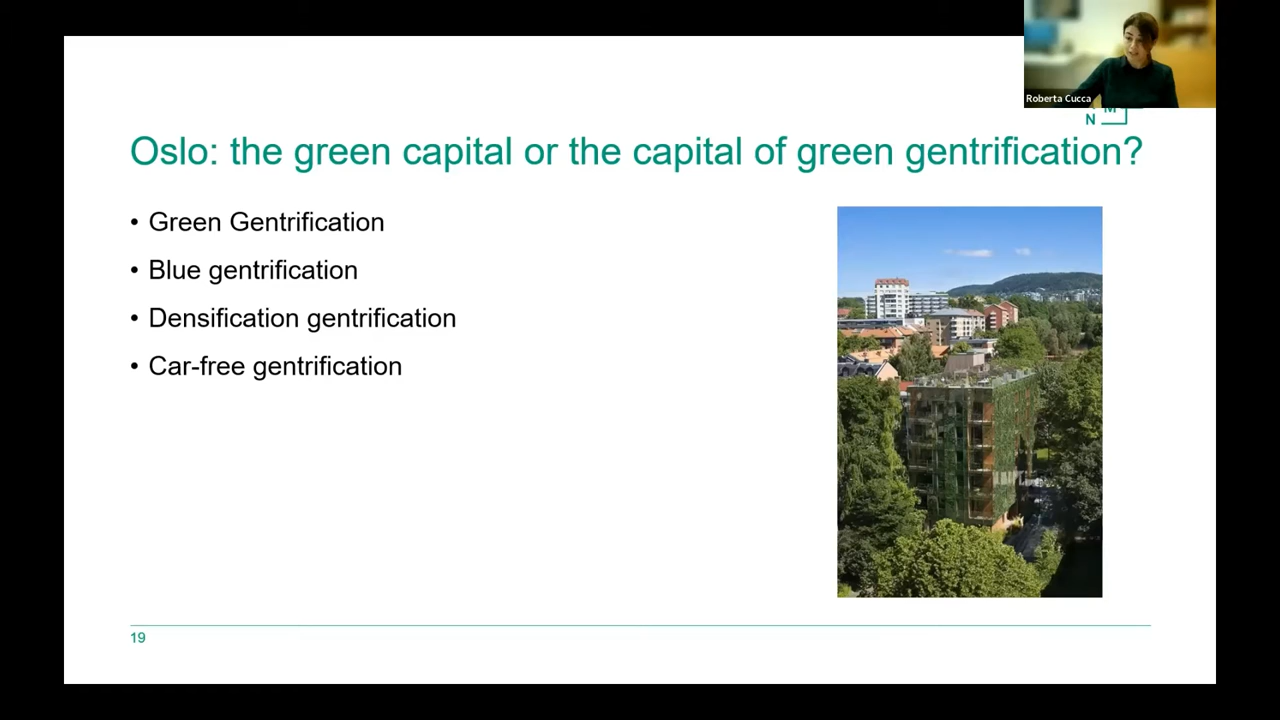 Roberta Cucca
N M
Oslo: the green capital or the capital of green gentrification?
• Green Gentrification
• Blue gentrification
• Densification gentrification
• Car-free gentrification
19